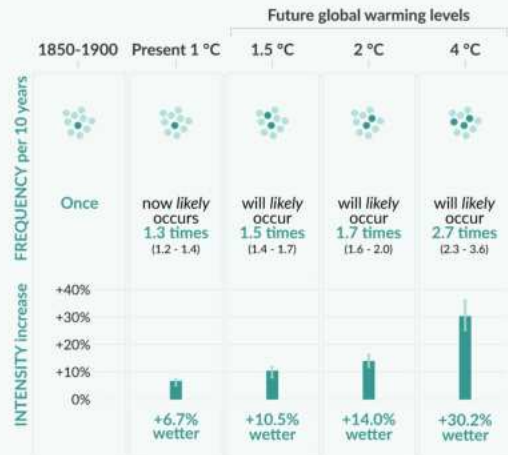 Future global warming levels
1850-1900 Present 1 °C 1.5 °C 2 °C 4 °C
FREQUENCY per 10 years
Once
now likely
occurs
1.3 times
(1.2 - 1.4)
will likely
occur
1.5 times
(1.4 - 1.7)
will likely
occur
1.7 times
(1.6 - 2.0)
will likely
occur
2.7 times
(2.3 - 3.6)
INTENSITY increase
+40%
+30%
+20%
+10%
0%
+6.7%
wetter
+10.5%
wetter
+14.0%
wetter
+30.2%
wetter